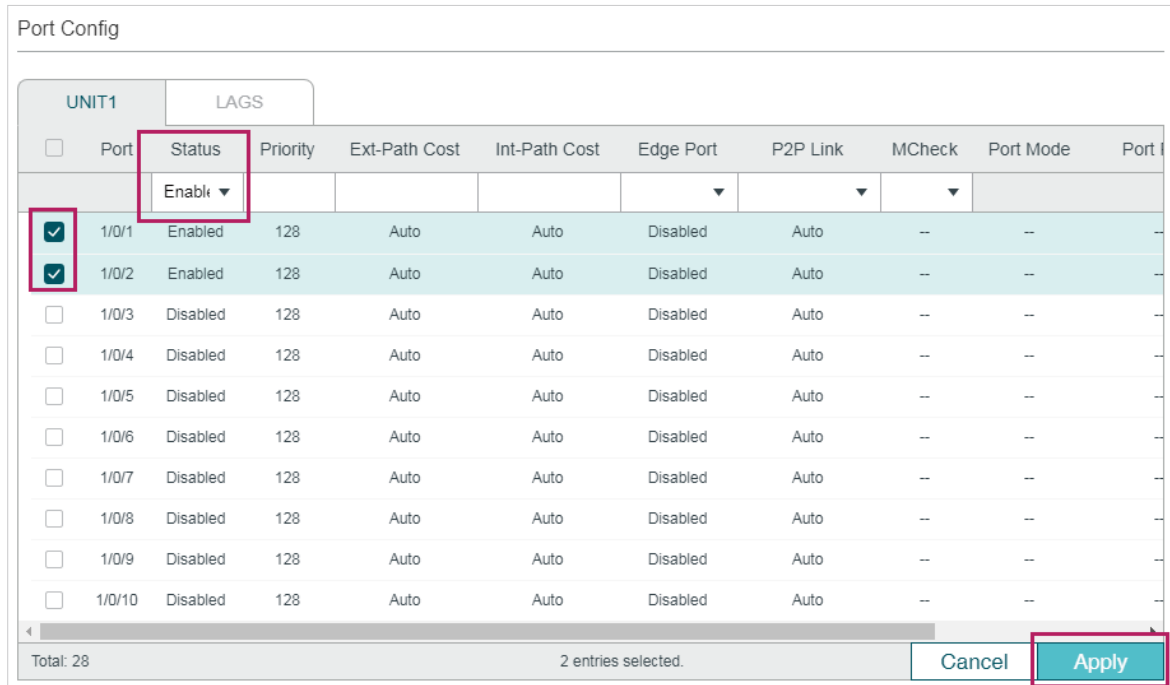 Port Config
UNIT1 LAGS
Port Status Priority Ext-Path Cost Int-Path Cost Edge Port P2P Link MCheck Port Mode Port
1/0/1 Enabled 128 Auto Auto Disabled Auto -- -- --
1/0/2 Enabled 128 Auto Auto Disabled Auto -- -- --
1/0/3 Disabled 128 Auto Auto Disabled Auto -- -- --
1/0/4 Disabled 128 Auto Auto Disabled Auto -- -- --
1/0/5 Disabled 128 Auto Auto Disabled Auto -- -- --
1/0/6 Disabled 128 Auto Auto Disabled Auto -- -- --
1/0/7 Disabled 128 Auto Auto Disabled Auto -- -- --
1/0/8 Disabled 128 Auto Auto Disabled Auto -- -- --
1/0/9 Disabled 128 Auto Auto Disabled Auto -- -- --
1/0/10 Disabled 128 Auto Auto Disabled Auto -- -- --
Total: 28 2 entries selected. Cancel Apply